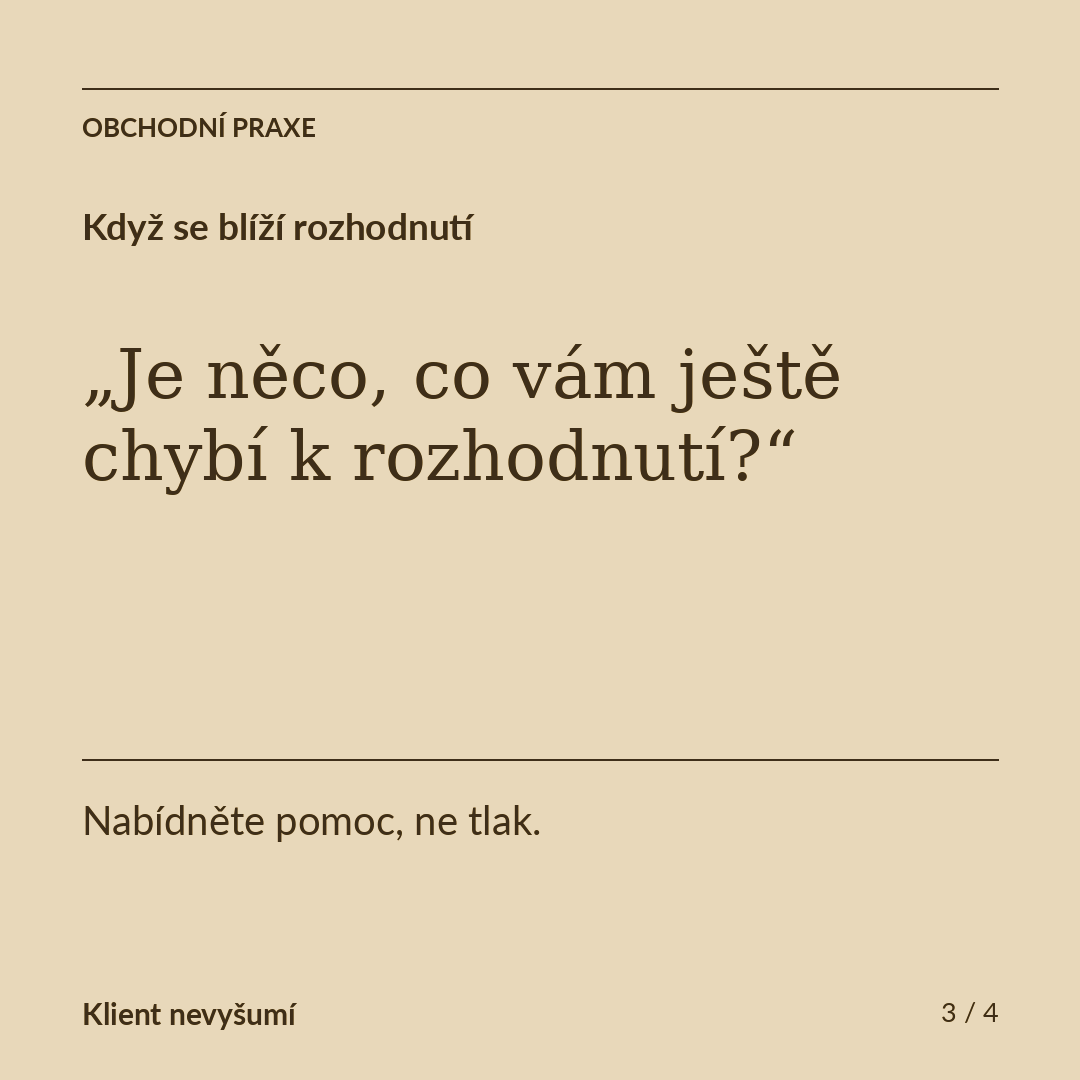 OBCHODNÍ PRAXE
Když se blíží rozhodnutí
„Je něco, co vám ještě
chybí k rozhodnutí?“
Nabídněte pomoc, ne tlak.
Klient nevyšumí
3 / 4